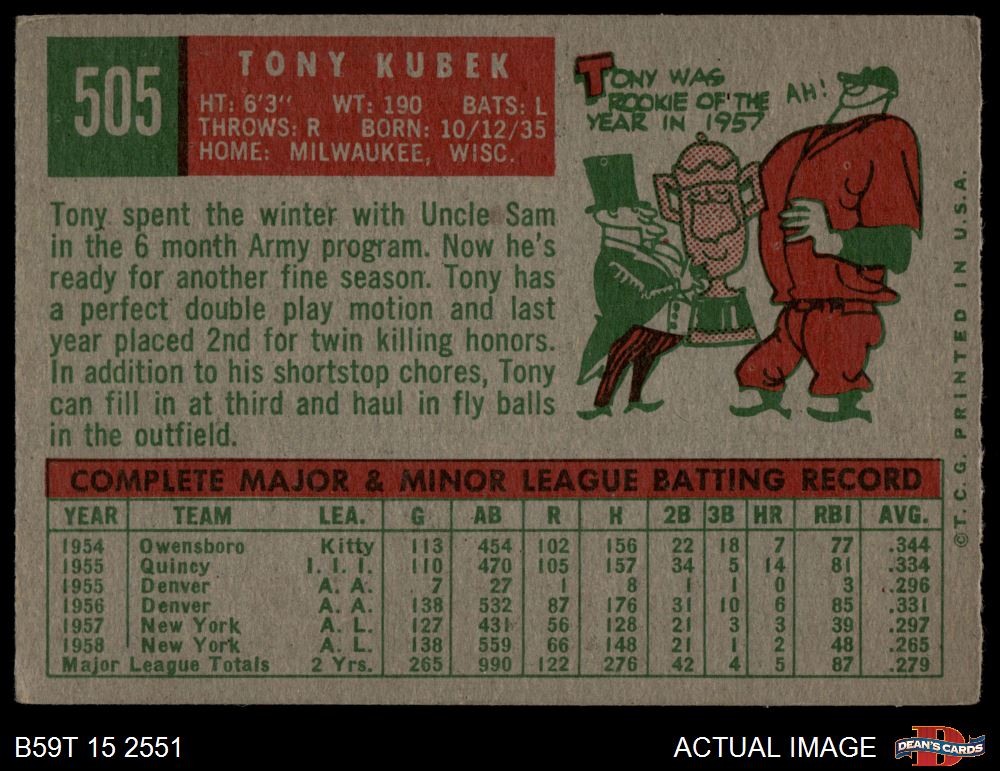 505
TONY KUBEK
HT: 6'3" WT: 190 BATS: L
THROWS: R BORN: 10/12/35
HOME: MILWAUKEE, WISC.
TONY WAS
ROOKIE OF THE
YEAR IN 1957
AH!
Tony spent the winter with Uncle Sam
in the 6 month Army program. Now he's
ready for another fine season. Tony has
a perfect double play motion and last
year placed 2nd for twin killing honors.
In addition to his shortstop chores, Tony
can fill in at third and haul in fly balls
in the outfield.
COMPLETE MAJOR & MINOR LEAGUE BATTING RECORD
YEAR TEAM LEA. G AB R H 2B 3B HR RBI AVG.
1954 Owensboro Kitty 113 454 102 156 22 18 7 77 .344
1955 Quincy I. I. I. 110 470 105 157 34 5 14 81 .334
1955 Denver A. A. 7 27 1 8 1 1 0 3 .296
1956 Denver A. A. 138 532 87 176 31 10 6 85 .331
1957 New York A. L. 127 431 56 128 21 3 3 39 .297
1958 New York A. L. 138 559 66 148 21 1 2 48 .265
Major League Totals 2 Yrs. 265 990 122 276 42 4 5 87 .279
©T. C. G. PRINTED IN U.S.A.
B59T 15 2551
ACTUAL IMAGE
DEAN'S CARDS